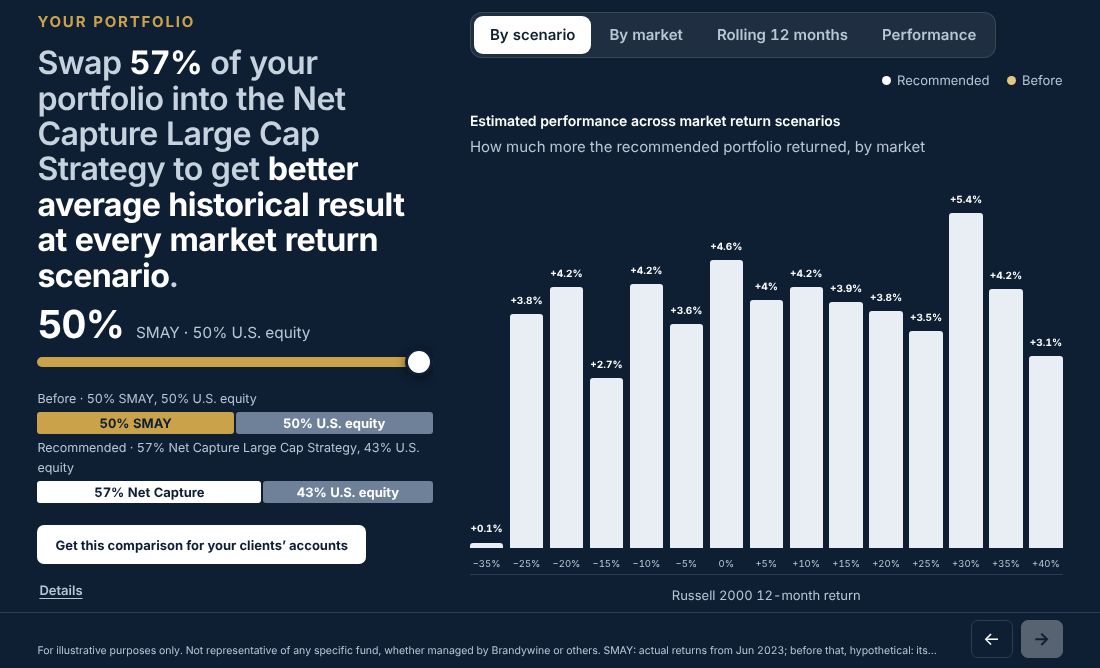 YOUR PORTFOLIO
Swap 57% of your
portfolio into the Net
Capture Large Cap
Strategy to get better
average historical result
at every market return
scenario.
50% SMAY · 50% U.S. equity
Before · 50% SMAY, 50% U.S. equity
50% SMAY 50% U.S. equity
Recommended · 57% Net Capture Large Cap Strategy, 43% U.S.
equity
57% Net Capture 43% U.S. equity
Get this comparison for your clients’ accounts
Details
By scenario By market Rolling 12 months Performance
Recommended Before
Estimated performance across market return scenarios
How much more the recommended portfolio returned, by market
+0.1% +3.8% +4.2% +2.7% +4.2% +3.6% +4.6% +4% +4.2% +3.9% +3.8% +3.5% +5.4% +4.2% +3.1%
−35% −25% −20% −15% −10% −5% 0% +5% +10% +15% +20% +25% +30% +35% +40%
Russell 2000 12-month return
For illustrative purposes only. Not representative of any specific fund, whether managed by Brandywine or others. SMAY: actual returns from Jun 2023; before that, hypothetical: its…
← →